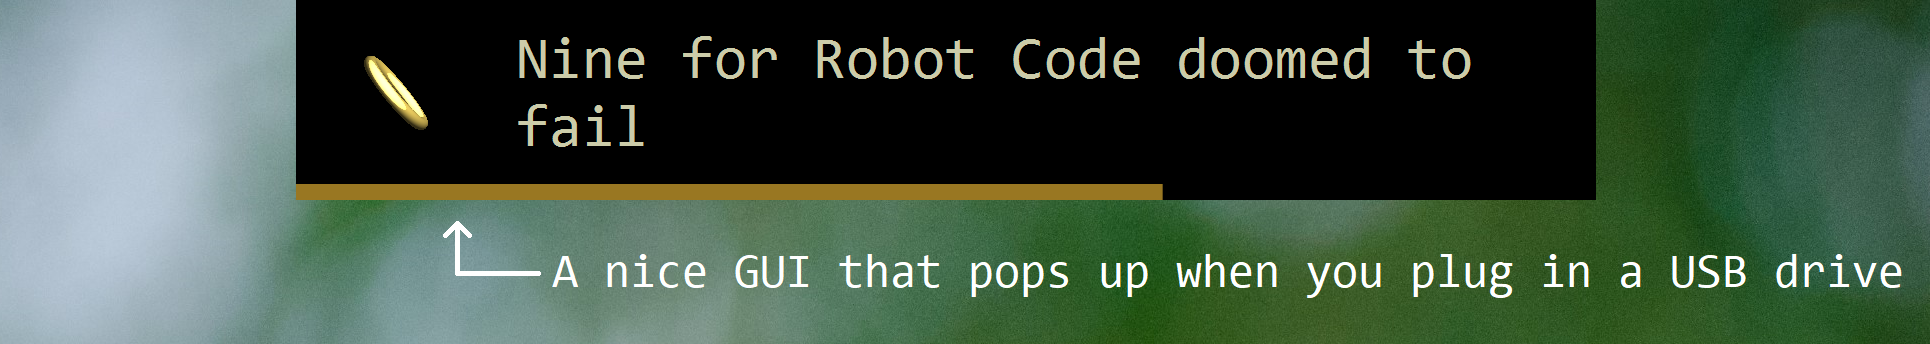 Nine for Robot Code doomed to
fail
A nice GUI that pops up when you plug in a USB drive